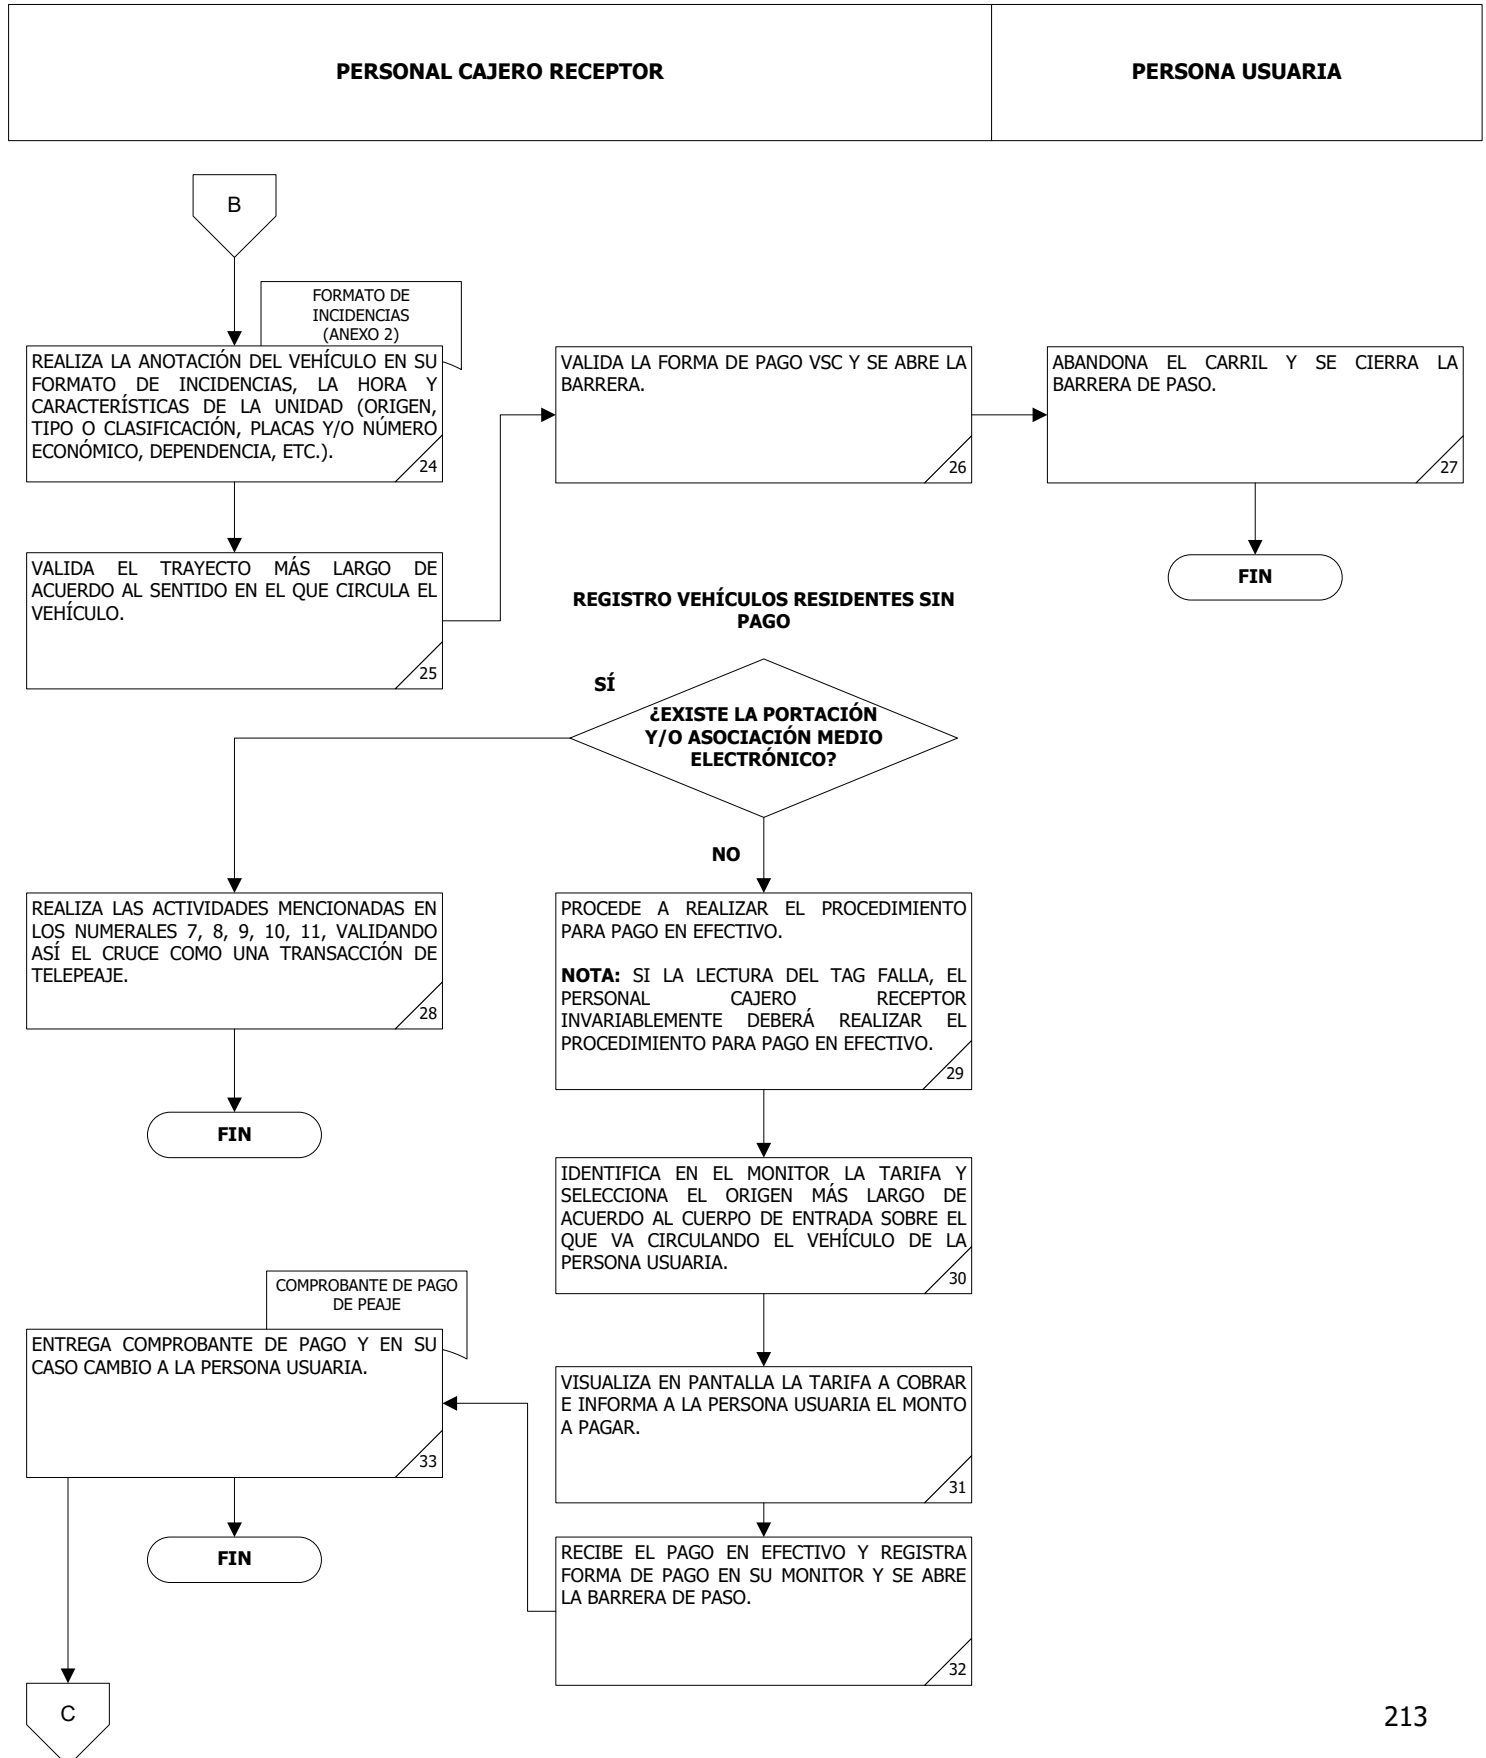 PERSONAL CAJERO RECEPTOR
PERSONA USUARIA
B
FORMATO DE
INCIDENCIAS
(ANEXO 2)
REALIZA LA ANOTACIÓN DEL VEHÍCULO EN SU
FORMATO DE INCIDENCIAS, LA HORA Y
CARACTERÍSTICAS DE LA UNIDAD (ORIGEN,
TIPO O CLASIFICACIÓN, PLACAS Y/O NÚMERO
ECONÓMICO, DEPENDENCIA, ETC.).
24
VALIDA LA FORMA DE PAGO VSC Y SE ABRE LA
BARRERA.
26
ABANDONA EL CARRIL Y SE CIERRA LA
BARRERA DE PASO.
27
VALIDA EL TRAYECTO MÁS LARGO DE
ACUERDO AL SENTIDO EN EL QUE CIRCULA EL
VEHÍCULO.
25
FIN
REGISTRO VEHÍCULOS RESIDENTES SIN
PAGO
SÍ
¿EXISTE LA PORTACIÓN
Y/O ASOCIACIÓN MEDIO
ELECTRÓNICO?
NO
REALIZA LAS ACTIVIDADES MENCIONADAS EN
LOS NUMERALES 7, 8, 9, 10, 11, VALIDANDO
ASÍ EL CRUCE COMO UNA TRANSACCIÓN DE
TELEPEAJE.
28
FIN
PROCEDE A REALIZAR EL PROCEDIMIENTO
PARA PAGO EN EFECTIVO.
NOTA: SI LA LECTURA DEL TAG FALLA, EL
PERSONAL CAJERO RECEPTOR
INVARIABLEMENTE DEBERÁ REALIZAR EL
PROCEDIMIENTO PARA PAGO EN EFECTIVO.
29
IDENTIFICA EN EL MONITOR LA TARIFA Y
SELECCIONA EL ORIGEN MÁS LARGO DE
ACUERDO AL CUERPO DE ENTRADA SOBRE EL
QUE VA CIRCULANDO EL VEHÍCULO DE LA
PERSONA USUARIA.
30
COMPROBANTE DE PAGO
DE PEAJE
ENTREGA COMPROBANTE DE PAGO Y EN SU
CASO CAMBIO A LA PERSONA USUARIA.
33
VISUALIZA EN PANTALLA LA TARIFA A COBRAR
E INFORMA A LA PERSONA USUARIA EL MONTO
A PAGAR.
31
FIN
RECIBE EL PAGO EN EFECTIVO Y REGISTRA
FORMA DE PAGO EN SU MONITOR Y SE ABRE
LA BARRERA DE PASO.
32
C
213